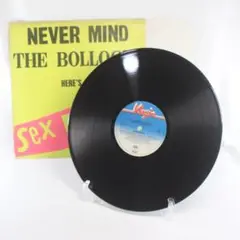 NEVER MIND
THE BOLLOC
HERE'S
Sex
Virgin